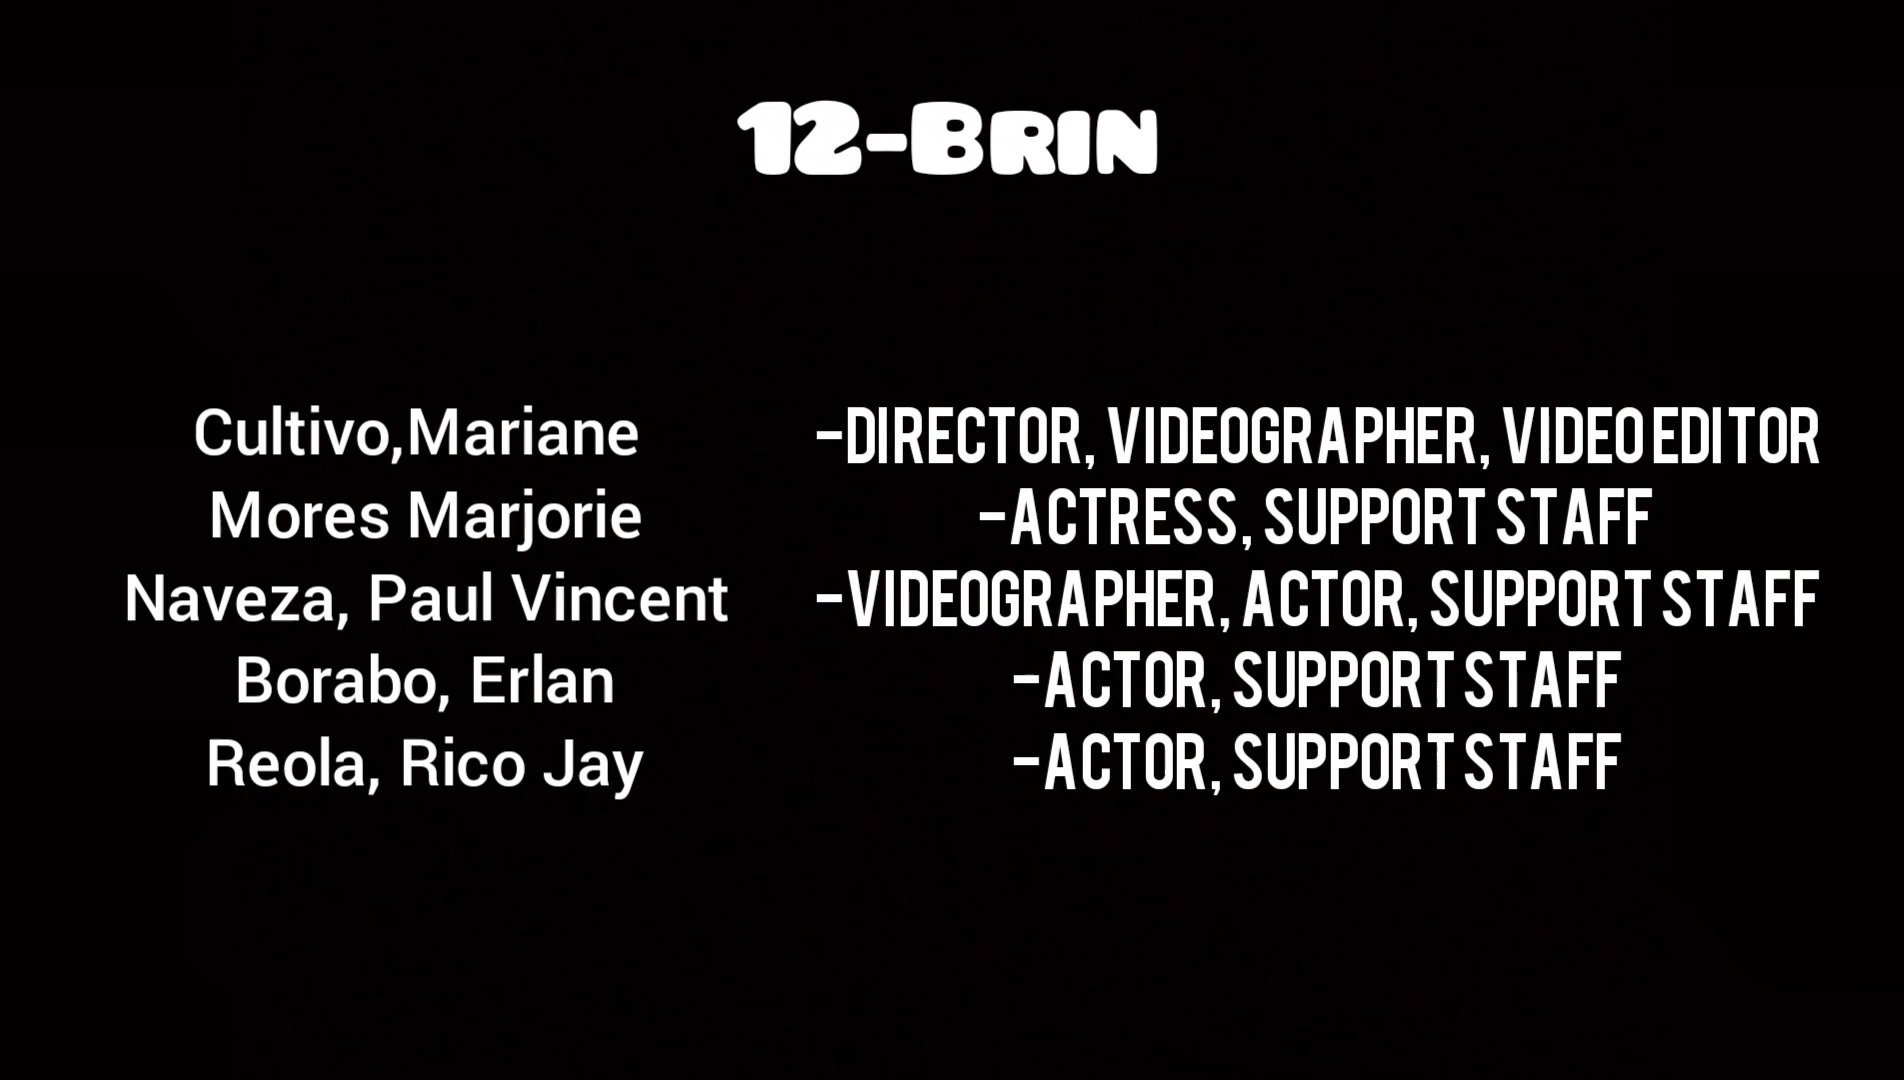 12-Brin
Cultivo,Mariane -DIRECTOR, VIDEOGRAPHER, VIDEO EDITOR
Mores Marjorie -ACTRESS, SUPPORT STAFF
Naveza, Paul Vincent -VIDEOGRAPHER, ACTOR, SUPPORT STAFF
Borabo, Erlan -ACTOR, SUPPORT STAFF
Reola, Rico Jay -ACTOR, SUPPORT STAFF